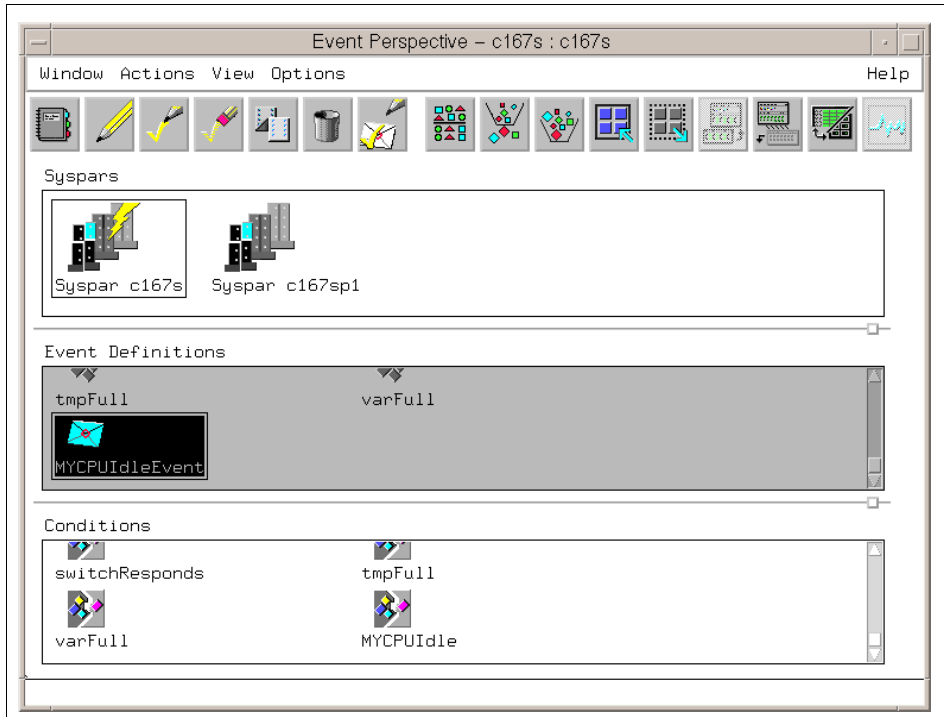 Event Perspective – c167s : c167s
Window Actions View Options Help
Syspars
Syspar c167s Syspar c167sp1
Event Definitions
tmpFull varFull
MYCPUIdleEvent
Conditions
switchResponds tmpFull
varFull MYCPUIdle